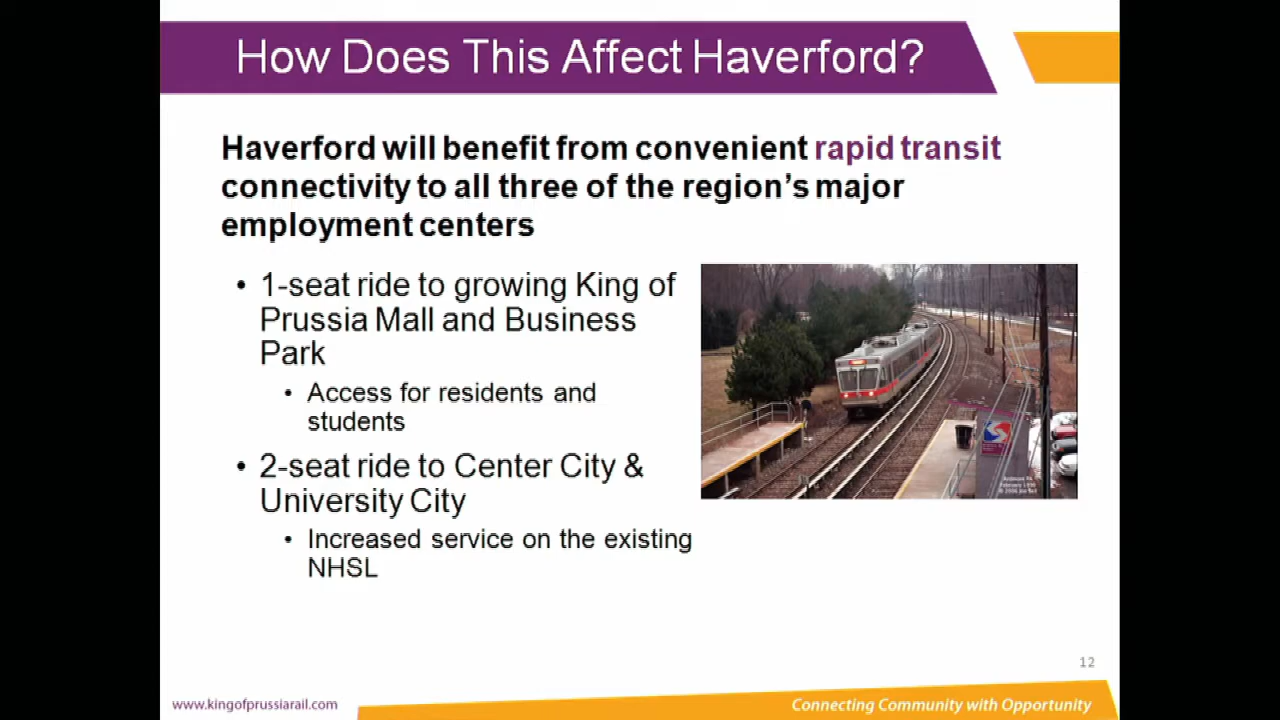 How Does This Affect Haverford?
Haverford will benefit from convenient rapid transit
connectivity to all three of the region's major
employment centers
• 1-seat ride to growing King of
Prussia Mall and Business
Park
• Access for residents and
students
• 2-seat ride to Center City &
University City
• Increased service on the existing
NHSL
12
www.kingofprussiarail.com
Connecting Community with Opportunity